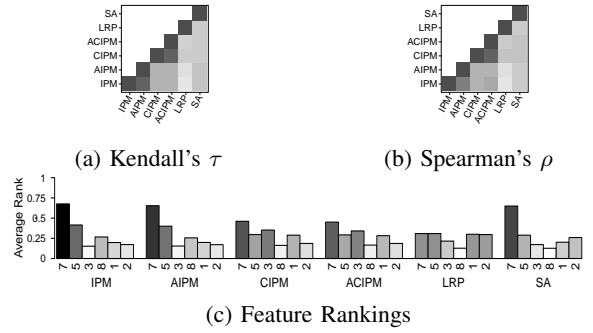 SA
LRP
ACIPM
CIPM
AIPM
IPM
IPM AIPM CIPM ACIPM LRP SA
SA
LRP
ACIPM
CIPM
AIPM
IPM
IPM AIPM CIPM ACIPM LRP SA
(a) Kendall's τ
(b) Spearman's ρ
Average Rank
1
0.75
0.5
0.25
0
7 5 3 8 1 2 7 5 3 8 1 2 7 5 3 8 1 2 7 5 3 8 1 2 7 5 3 8 1 2 7 5 3 8 1 2
IPM AIPM CIPM ACIPM LRP SA
(c) Feature Rankings